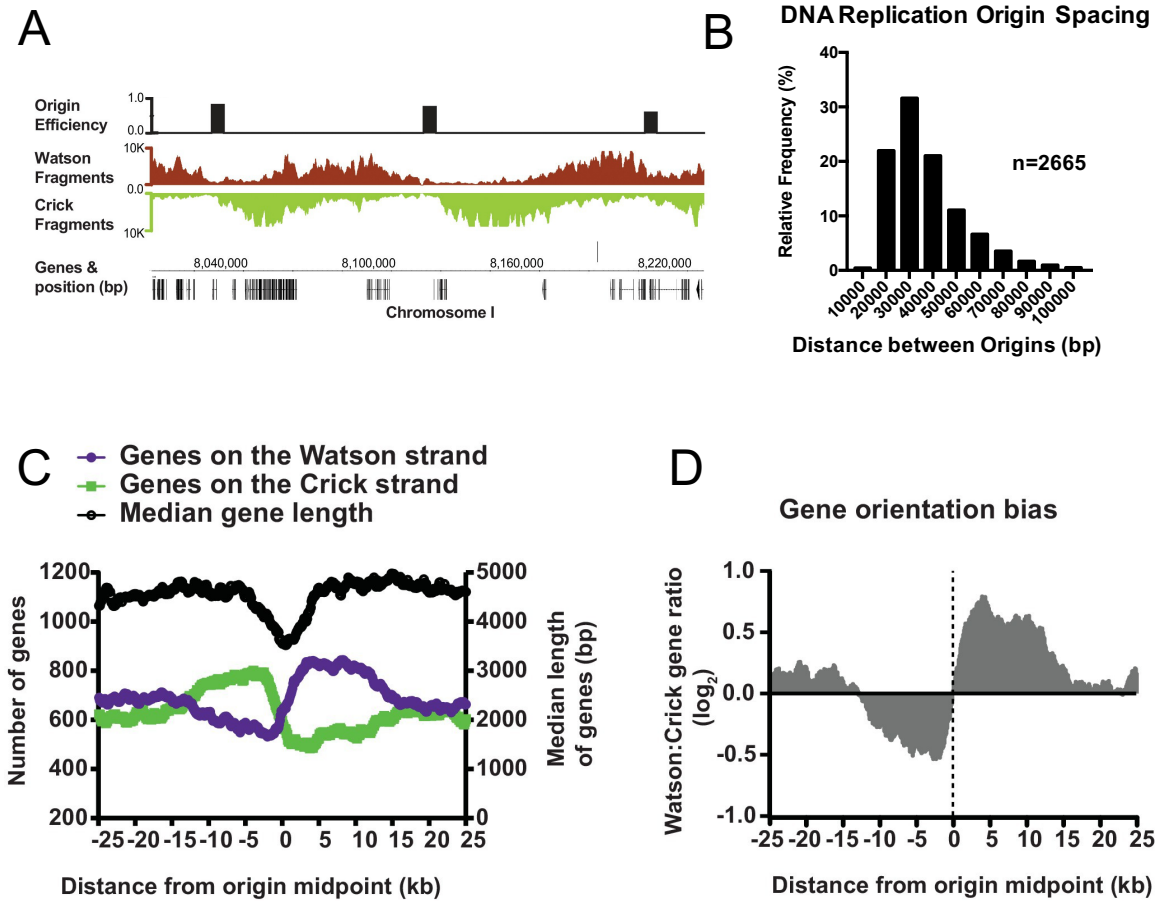 A
Origin
Efficiency
1.0
0.0
Watson
Fragments
10K
0.0
Crick
Fragments
10K
Genes &
position (bp)
8,040,000 8,100,000 8,160,000 8,220,000
Chromosome I
B
DNA Replication Origin Spacing
Relative Frequency (%)
40
30
20
10
0
n=2665
10000 20000 30000 40000 50000 60000 70000 80000 90000 100000
Distance between Origins (bp)
C
Genes on the Watson strand
Genes on the Crick strand
Median gene length
Number of genes
1200
1000
800
600
400
200
5000
4000
3000
2000
1000
0
Median length
of genes (bp)
-25 -20 -15 -10 -5 0 5 10 15 20 25
Distance from origin midpoint (kb)
D
Gene orientation bias
Watson:Crick gene ratio
(log2)
1.0
0.5
0.0
-0.5
-1.0
-25 -20 -15 -10 -5 0 5 10 15 20 25
Distance from origin midpoint (kb)